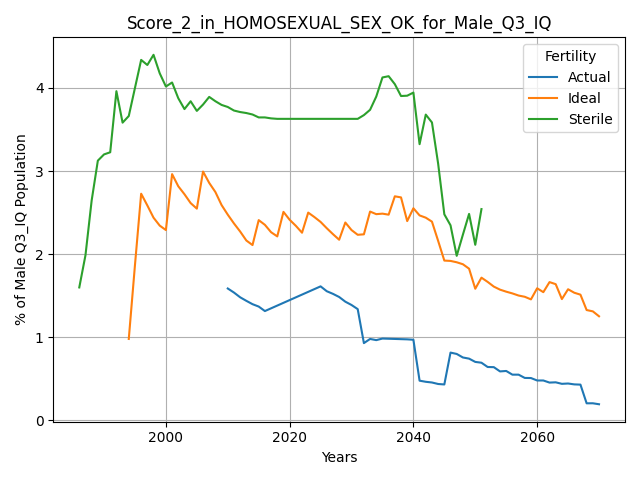 Score_2_in_HOMOSEXUAL_SEX_OK_for_Male_Q3_IQ
Fertility
Actual
Ideal
Sterile
% of Male Q3_IQ Population
4
3
2
1
0
2000
2020
2040
2060
Years